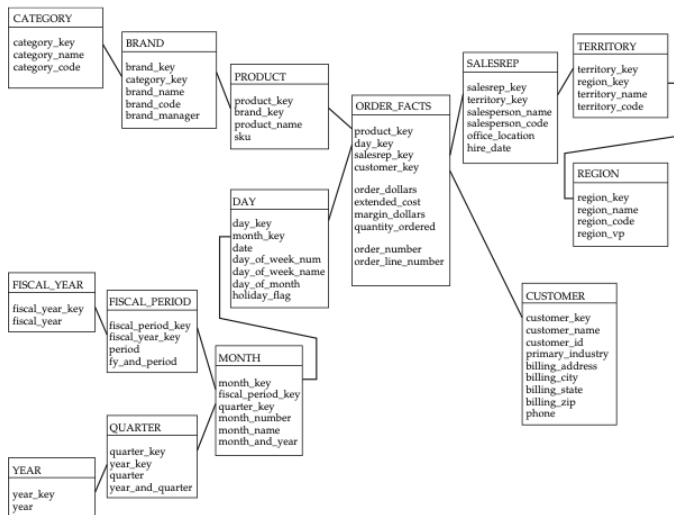 CATEGORY
category_key
category_name
category_code
BRAND
brand_key
category_key
brand_name
brand_code
brand_manager
PRODUCT
product_key
brand_key
product_name
sku
ORDER_FACTS
product_key
day_key
salesrep_key
customer_key
order_dollars
extended_cost
margin_dollars
quantity_ordered
order_number
order_line_number
SALESREP
salesrep_key
territory_key
salesperson_name
salesperson_code
office_location
hire_date
TERRITORY
territory_key
region_key
territory_name
territory_code
REGION
region_key
region_name
region_code
region_vp
DAY
day_key
month_key
date
day_of_week_num
day_of_week_name
day_of_month
holiday_flag
FISCAL_YEAR
fiscal_year_key
fiscal_year
FISCAL_PERIOD
fiscal_period_key
fiscal_year_key
period
fy_and_period
MONTH
month_key
fiscal_period_key
quarter_key
month_number
month_name
month_and_year
CUSTOMER
customer_key
customer_name
customer_id
primary_industry
billing_address
billing_city
billing_state
billing_zip
phone
QUARTER
quarter_key
year_key
quarter
year_and_quarter
YEAR
year_key
year